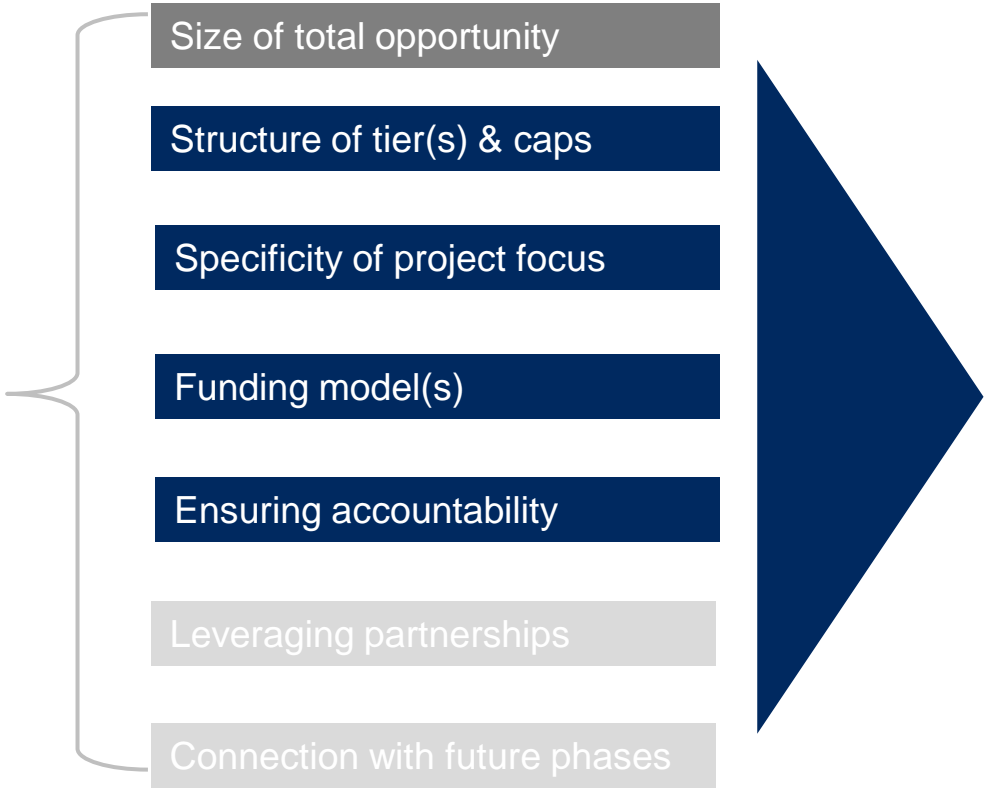 Size of total opportunity
Structure of tier(s) & caps
Specificity of project focus
Funding model(s)
Ensuring accountability
Leveraging partnerships
Connection with future phases